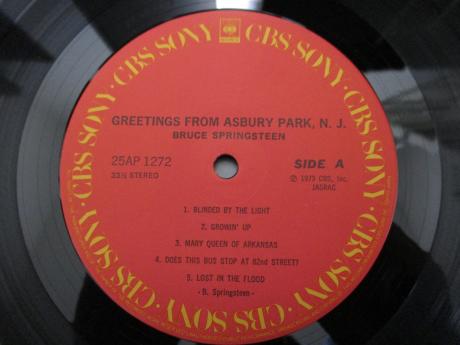 CBS SONY · CBS SONY · CBS SONY · CBS SONY · CBS SONY · CBS SONY · CBS SONY
GREETINGS FROM ASBURY PARK, N. J.
BRUCE SPRINGSTEEN
25AP 1272
33⅓ STEREO
SIDE A
Ⓟ 1973 CBS, Inc.
JASRAC
1. BLINDED BY THE LIGHT
2. GROWIN' UP
3. MARY QUEEN OF ARKANSAS
4. DOES THIS BUS STOP AT 82nd STREET?
5. LOST IN THE FLOOD
-B. Springsteen-